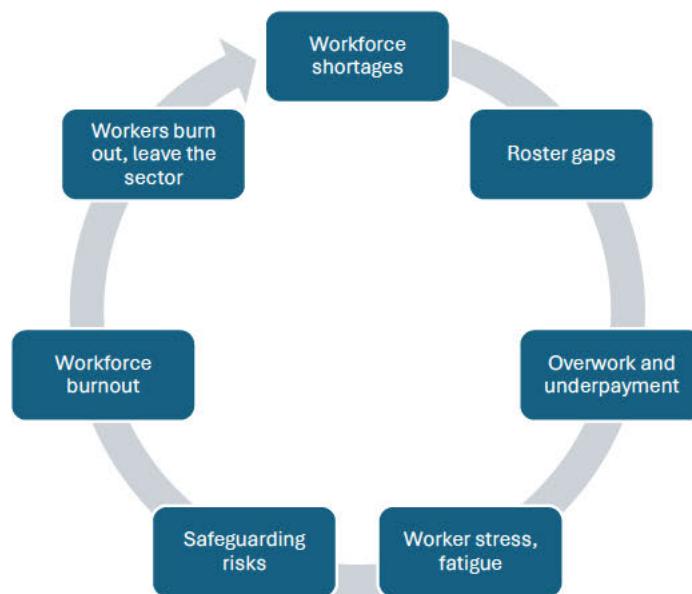 Workforce
shortages
Roster gaps
Overwork and
underpayment
Worker stress,
fatigue
Safeguarding
risks
Workforce
burnout
Workers burn
out, leave the
sector